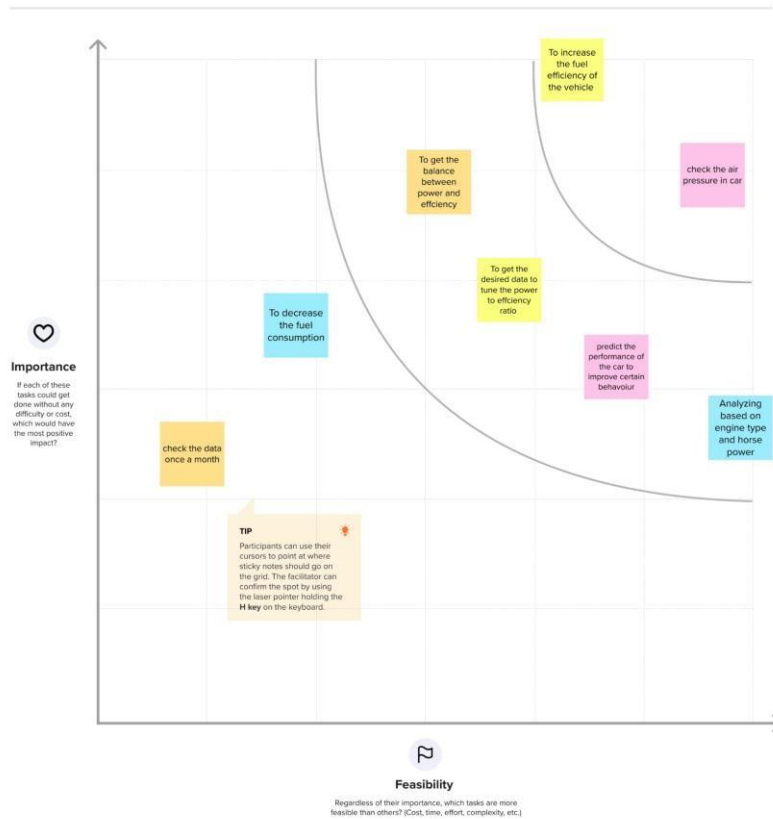 To increase
the fuel
efficiency of
the vehicle
To get the
balance
between
power and
effciency
check the air
pressure in car
To get the
desired data to
tune the power
to effciency
ratio
To decrease
the fuel
consumption
predict the
performance of
the car to
improve certain
behavoiur
Analyzing
based on
engine type
and horse
power
Importance
If each of these
tasks could get
done without any
difficulty or cost,
which would have
the most positive
impact?
check the data
once a month
TIP
Participants can use their
cursors to point at where
sticky notes should go on
the grid. The facilitator can
confirm the spot by using
the laser pointer holding the
H key on the keyboard.
Feasibility
Regardless of their importance, which tasks are more
feasible than others? (Cost, time, effort, complexity, etc.)